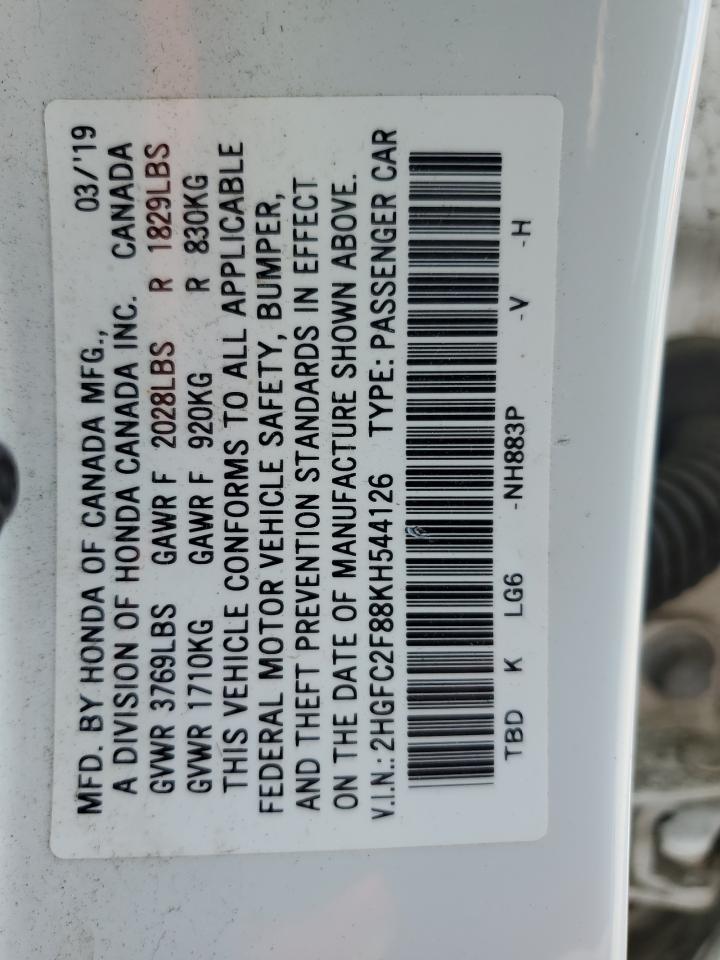 MFD. BY HONDA OF CANADA MFG., 03/'19
A DIVISION OF HONDA CANADA INC. CANADA
GVWR 3769LBS GAWR F 2028LBS R 1829LBS
GVWR 1710KG GAWR F 920KG R 830KG
THIS VEHICLE CONFORMS TO ALL APPLICABLE
FEDERAL MOTOR VEHICLE SAFETY, BUMPER,
AND THEFT PREVENTION STANDARDS IN EFFECT
ON THE DATE OF MANUFACTURE SHOWN ABOVE.
V.I.N.: 2HGFC2F88KH544126 TYPE: PASSENGER CAR
TBD K LG6 -NH883P -V -H